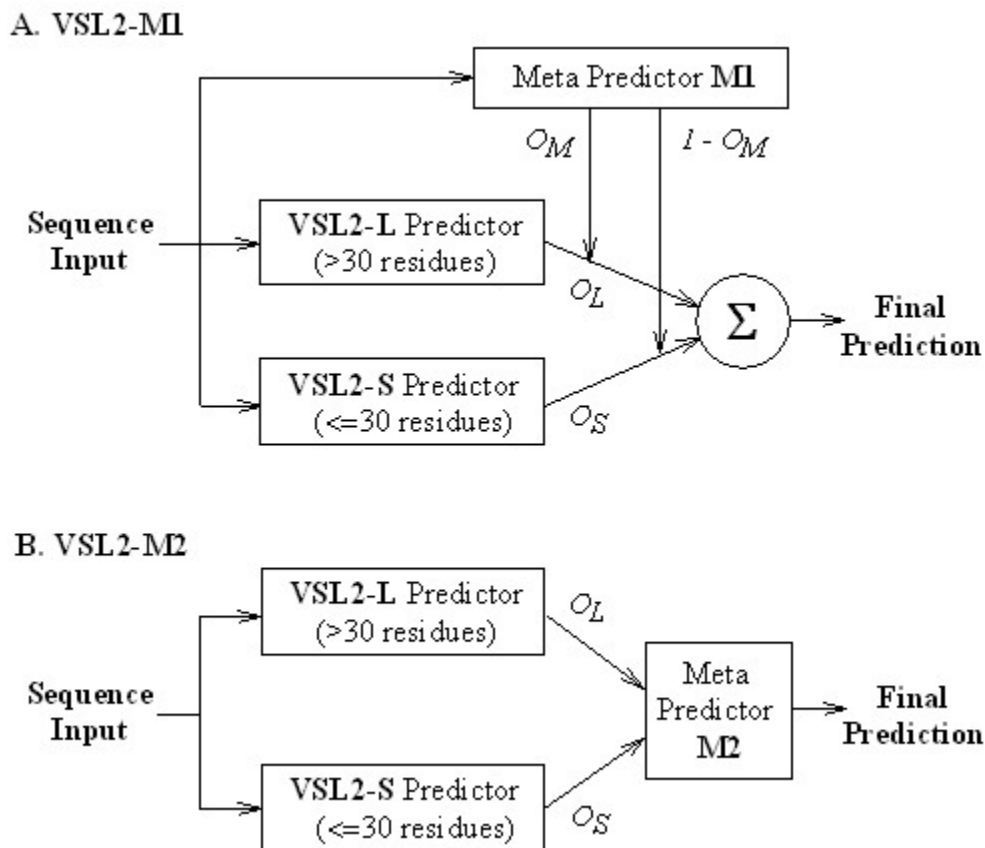 A. VSL2-M1
Meta Predictor M1
O_M
1 - O_M
Sequence
Input
VSL2-L Predictor
(>30 residues)
O_L
Σ
Final
Prediction
VSL2-S Predictor
(<=30 residues)
O_S
B. VSL2-M2
VSL2-L Predictor
(>30 residues)
O_L
Sequence
Input
Meta
Predictor
M2
Final
Prediction
VSL2-S Predictor
(<=30 residues)
O_S